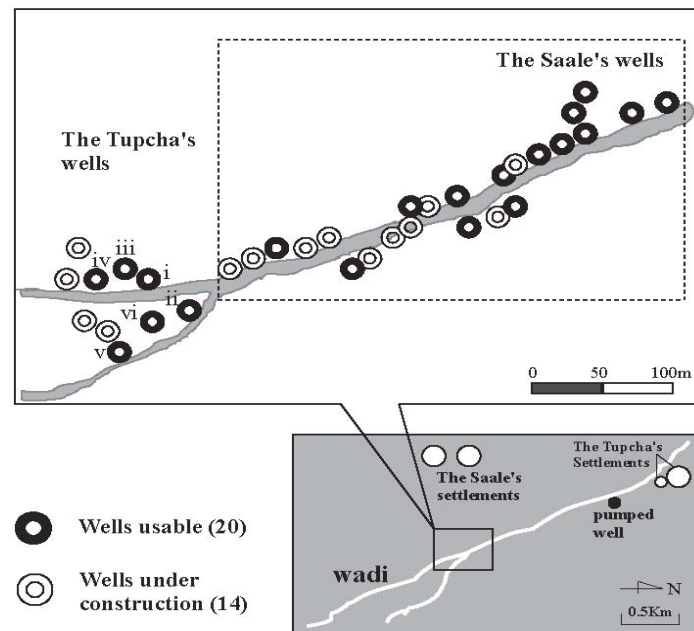 The Saale's wells
The Tupcha's
wells
iii
iv
i
ii
vi
v
0 50 100m
The Tupcha's
Settlements
The Saale's
settlements
pumped
well
wadi
N
0.5Km
Wells usable (20)
Wells under
construction (14)